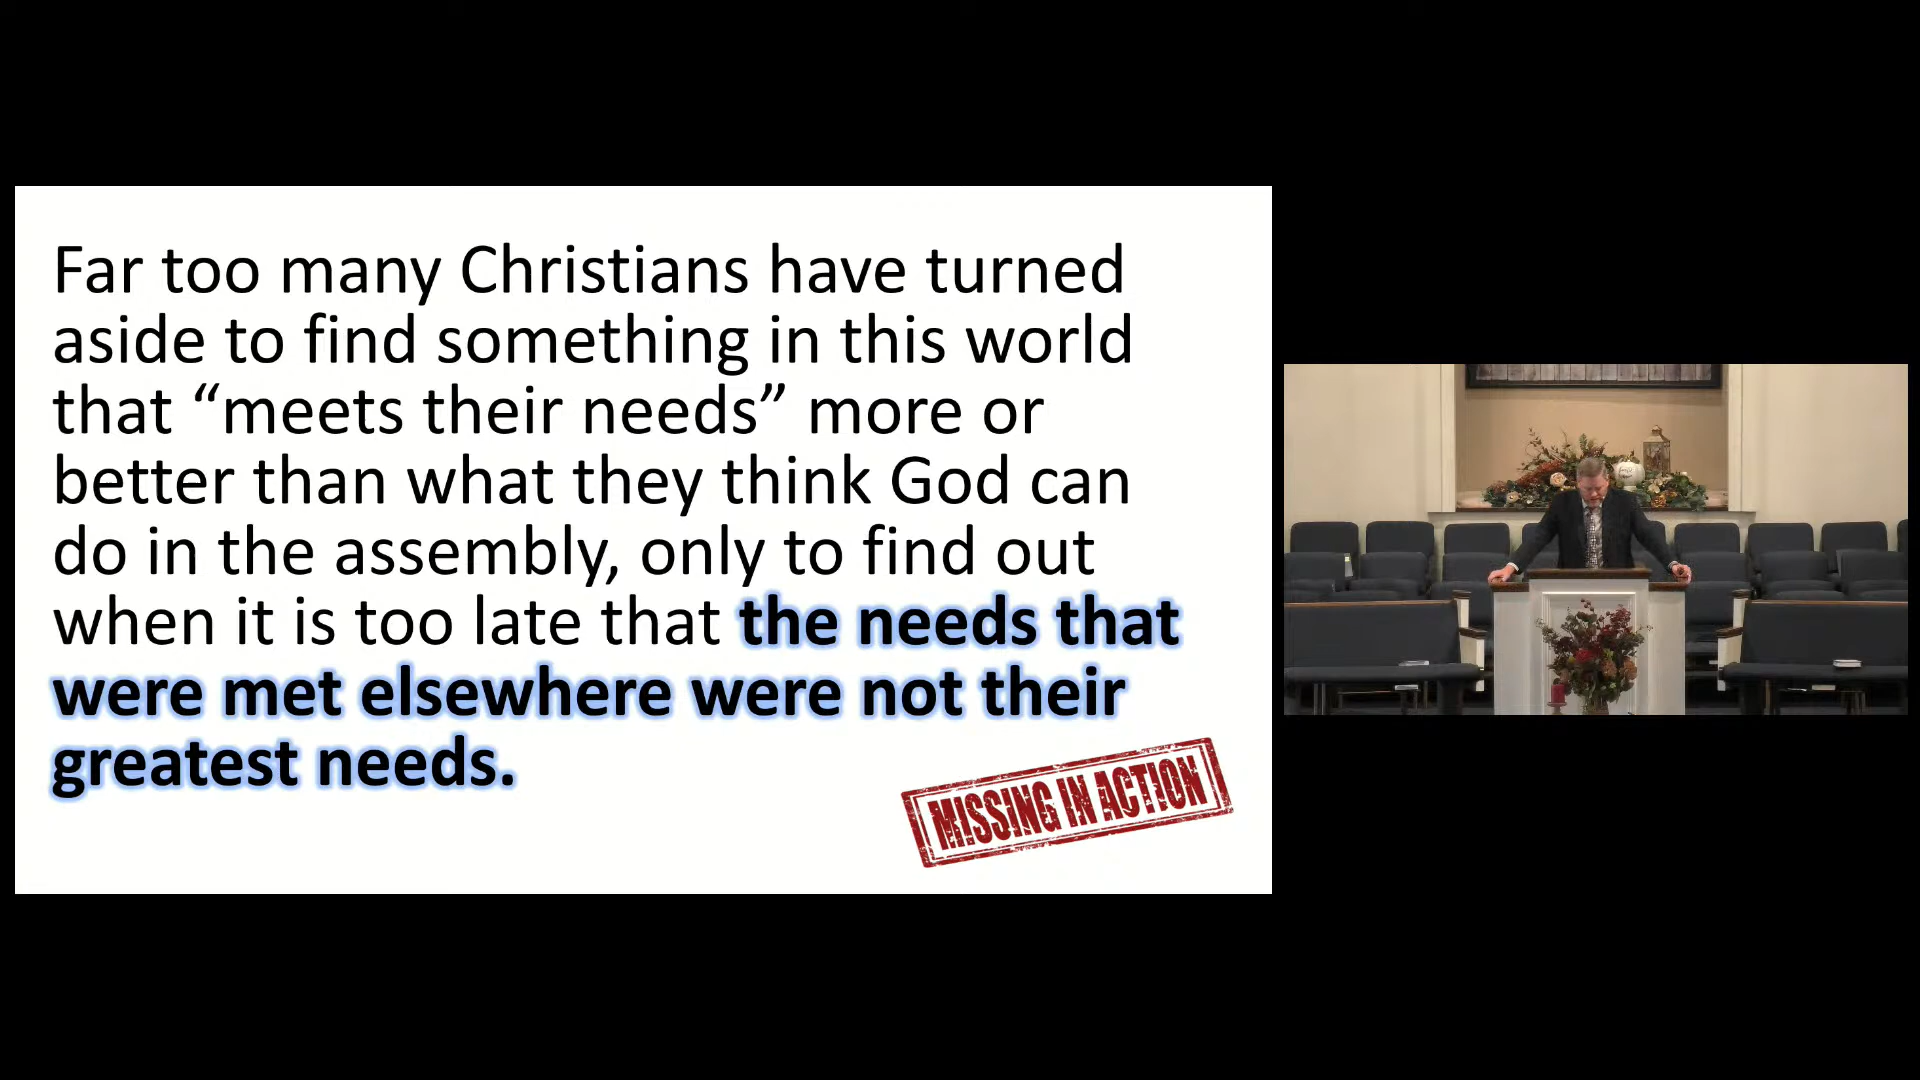 Far too many Christians have turned
aside to find something in this world
that “meets their needs” more or
better than what they think God can
do in the assembly, only to find out
when it is too late that the needs that
were met elsewhere were not their
greatest needs.
MISSING IN ACTION